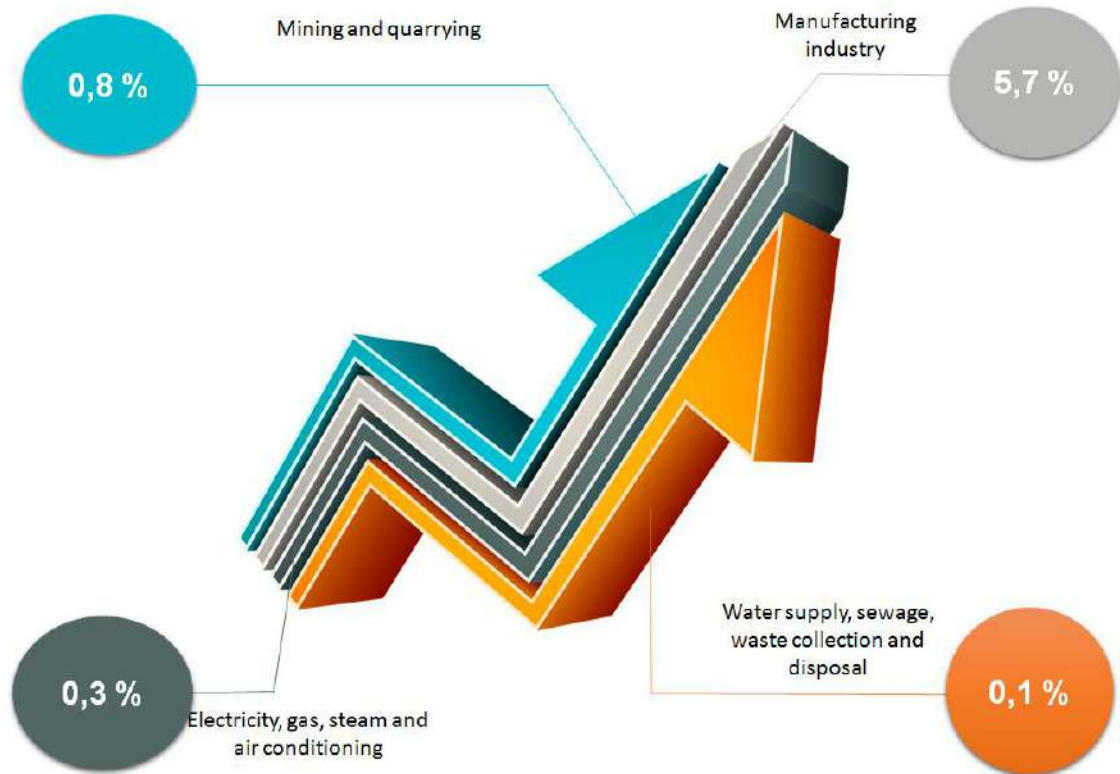 Mining and quarrying
0,8 %
Manufacturing
industry
5,7 %
Water supply, sewage,
waste collection and
disposal
0,1 %
0,3 %
Electricity, gas, steam and
air conditioning